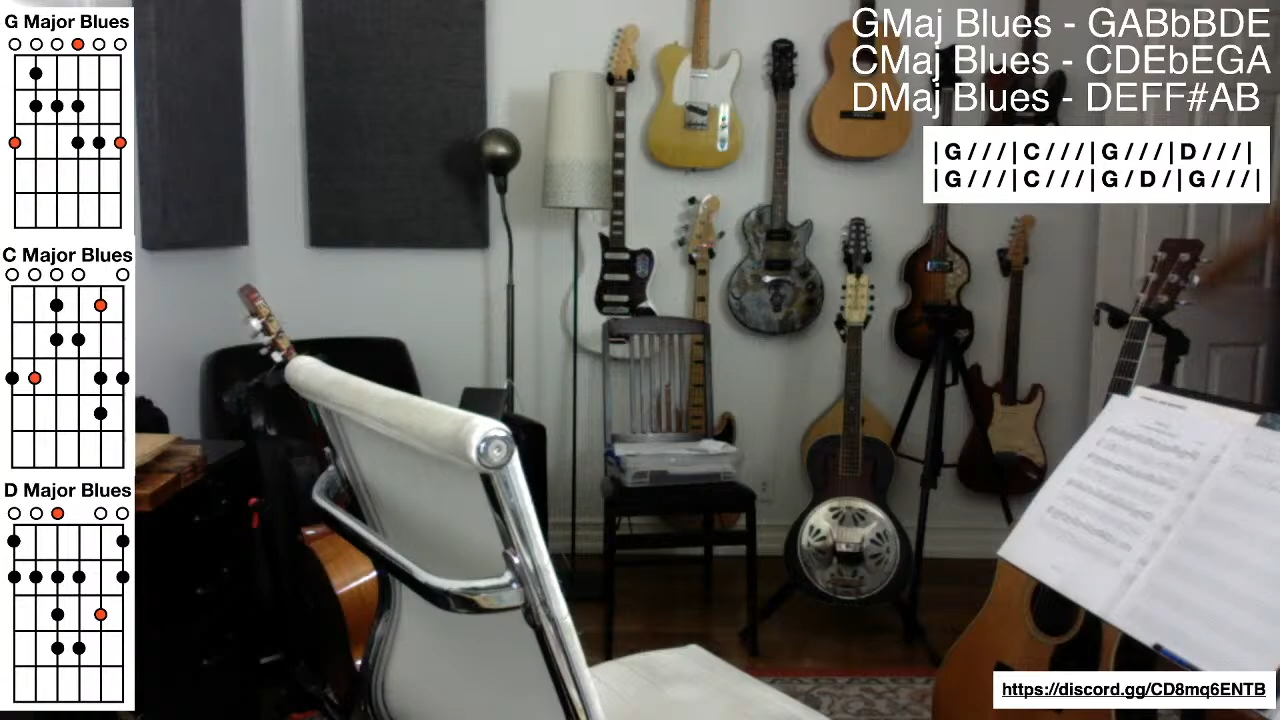 G Major Blues
C Major Blues
D Major Blues
GMaj Blues - GABbBDE
CMaj Blues - CDEbEGA
DMaj Blues - DEFF#AB
| G / / / | C / / / | G / / / | D / / / |
| G / / / | C / / / | G / D / | G / / / |
https://discord.gg/CD8mq6ENTB